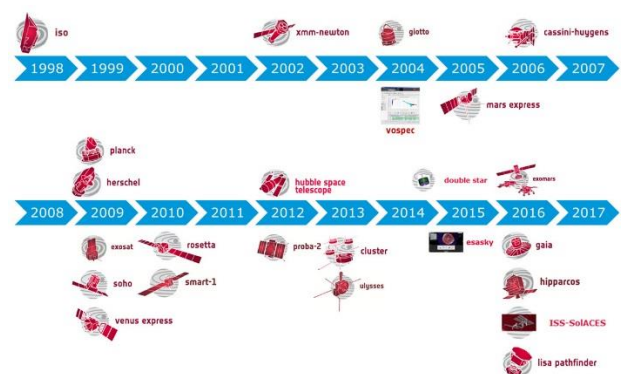 iso
xmm-newton
giotto
cassini-huygens
1998 1999 2000 2001 2002 2003 2004 2005 2006 2007
vospec
mars express
planck
herschel
hubble space
telescope
double star
exomars
2008 2009 2010 2011 2012 2013 2014 2015 2016 2017
exosat
rosetta
proba-2
cluster
esasky
gaia
soho
smart-1
ulysses
hipparcos
venus express
ISS-SolACES
lisa pathfinder